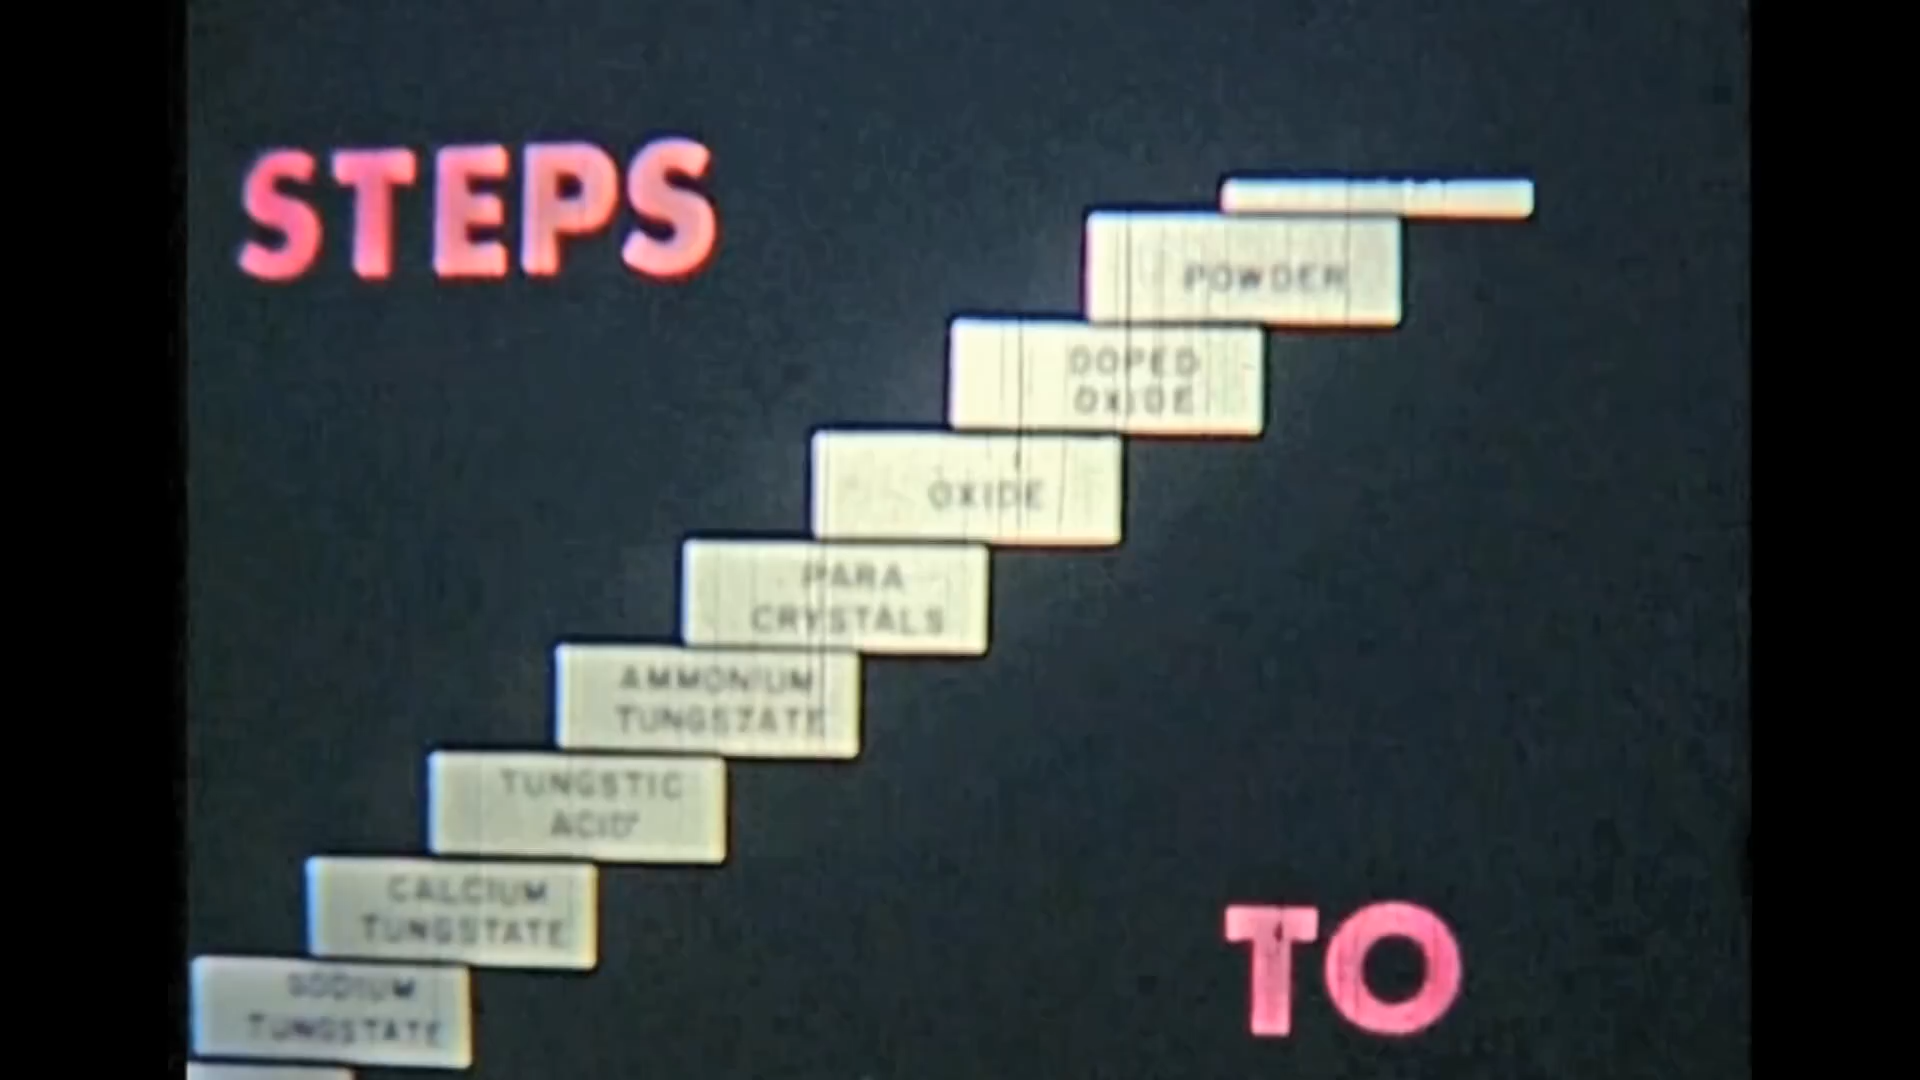 STEPS
POWDER
DOPED
OXIDE
OXIDE
PARA
CRYSTALS
AMMONIUM
TUNGSTATE
TUNGSTIC
ACID
CALCIUM
TUNGSTATE
SODIUM
TUNGSTATE
TO